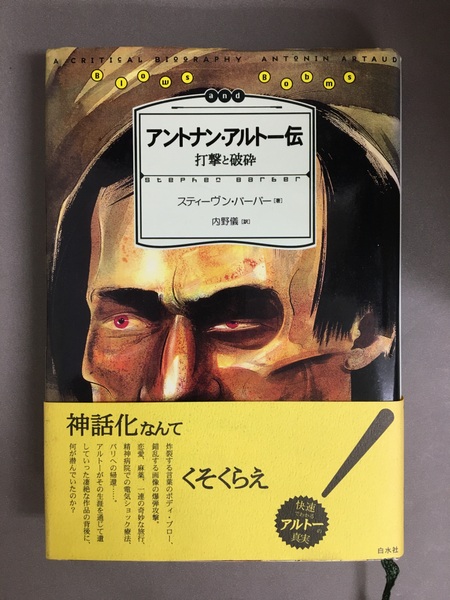 A CRITICAL BIOGRAPHY ANTONIN ARTAUD
Blows Bobms
and
アントナン・アルトー伝
打撃と破砕
stephen barber
スティーヴン・バーバー[著]
内野儀[訳]
神話化なんて
くそくらえ
炸裂する言葉のボディ・ブロー、
錯乱する画像の爆弾攻撃。
恋愛、麻薬、一連の奇妙な旅行、
精神病院での電気ショック療法、
パリへの帰還……。
アルトーがその生涯を通じて遺
していった凄絶な作品の背後に、
何が潜んでいたのか?
快速
でわかる
アルトーの
真実
白水社